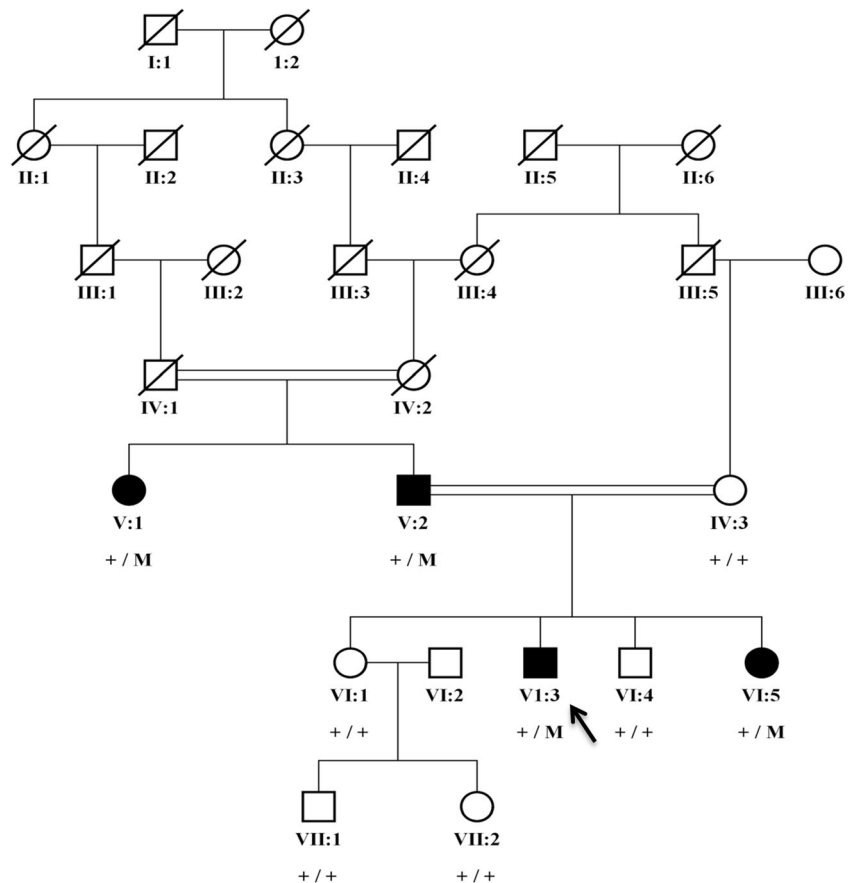 I:1 1:2
II:1 II:2 II:3 II:4 II:5 II:6
III:1 III:2 III:3 III:4 III:5 III:6
IV:1 IV:2
V:1 V:2 IV:3
+ / M + / M + / +
VI:1 VI:2 V1:3 VI:4 VI:5
+ / + + / M + / + + / M
VII:1 VII:2
+ / + + / +